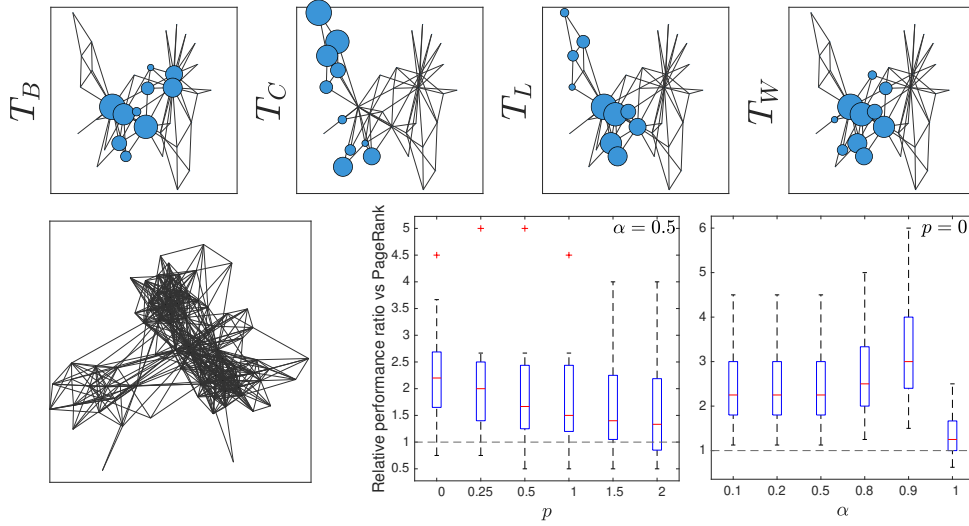 T_B
T_C
T_L
T_W
Relative performance ratio vs PageRank
α = 0.5
5
4.5
4
3.5
3
2.5
2
1.5
1
0.5
0 0.25 0.5 1 1.5 2
p
p = 0
6
5
4
3
2
1
0.1 0.2 0.5 0.8 0.9 1
α